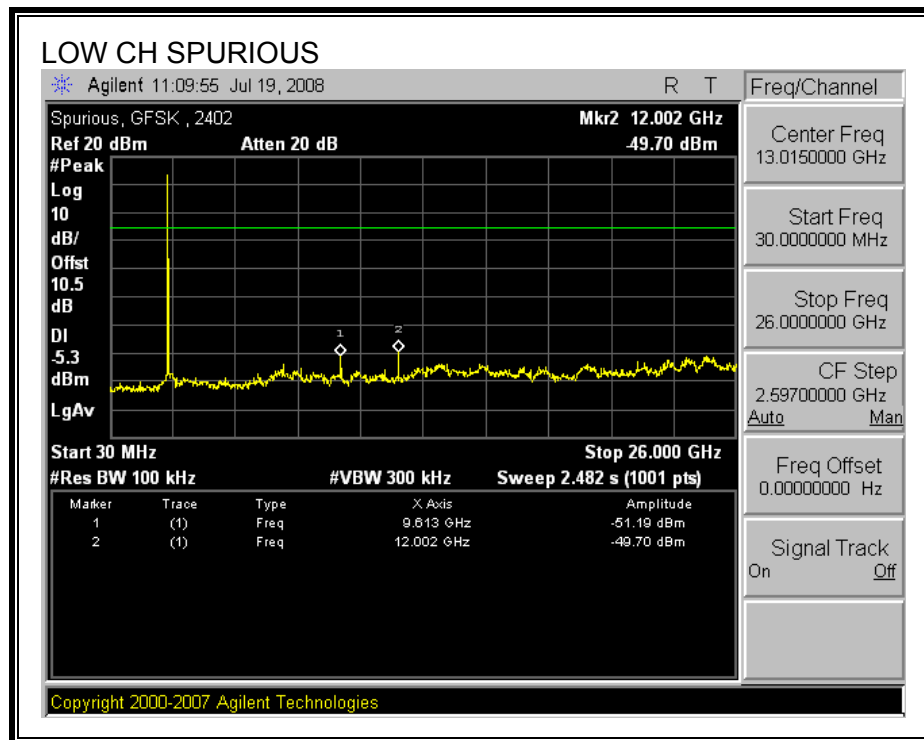 LOW CH SPURIOUS
Agilent 11:09:55 Jul 19, 2008 R T
Freq/Channel
Spurious, GFSK , 2402 Mkr2 12.002 GHz
Ref 20 dBm Atten 20 dB -49.70 dBm
#Peak
Log
10
dB/
Offst
10.5
dB
DI
-5.3
dBm
LgAv
1
2
Start 30 MHz Stop 26.000 GHz
#Res BW 100 kHz #VBW 300 kHz Sweep 2.482 s (1001 pts)
Marker Trace Type X Axis Amplitude
1 (1) Freq 9.613 GHz -51.19 dBm
2 (1) Freq 12.002 GHz -49.70 dBm
Center Freq
13.0150000 GHz
Start Freq
30.0000000 MHz
Stop Freq
26.0000000 GHz
CF Step
2.59700000 GHz
Auto Man
Freq Offset
0.00000000 Hz
Signal Track
On Off
Copyright 2000-2007 Agilent Technologies